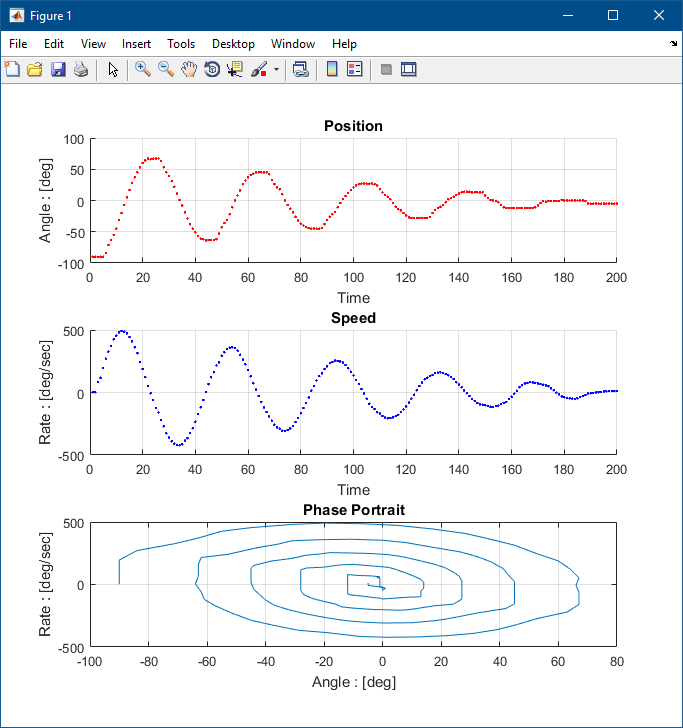 Figure 1
File Edit View Insert Tools Desktop Window Help
Position
100
50
0
-50
-100
Angle : [deg]
0 20 40 60 80 100 120 140 160 180 200
Time
Speed
500
0
-500
Rate : [deg/sec]
0 20 40 60 80 100 120 140 160 180 200
Time
Phase Portrait
500
0
-500
Rate : [deg/sec]
-100 -80 -60 -40 -20 0 20 40 60 80
Angle : [deg]